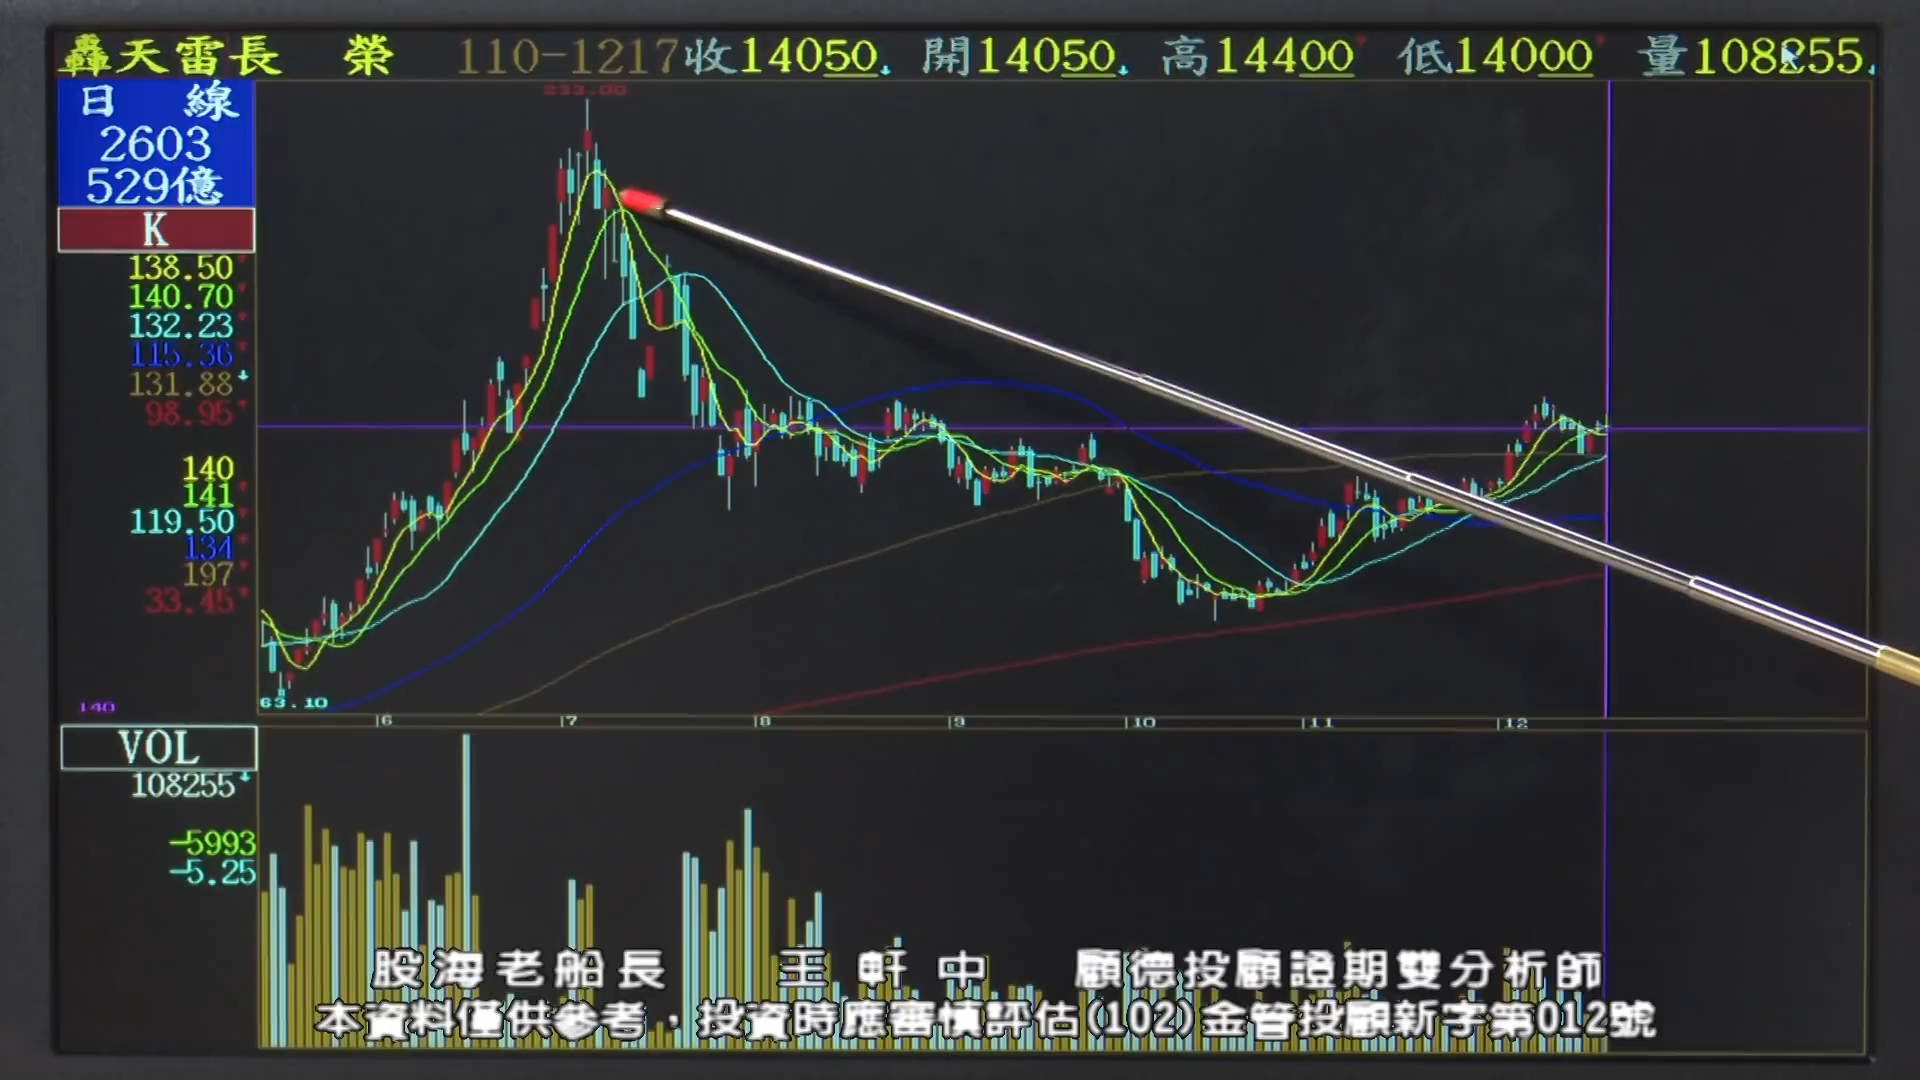 轟天雷長 榮 110-1217收14050 開14050 高14400 低14000 量108255
日 線
2603
529億
K
138.50
140.70
132.23
115.36
131.88
98.95
140
141
119.50
134
197
33.45
140
233.00
63.10
6 7 8 9 10 11 12
VOL
108255
-5993
-5.25
股海老船長 王軒中 顧德投顧證期雙分析師
本資料僅供參考，投資時應審慎評估(102)金管投顧新字第012號